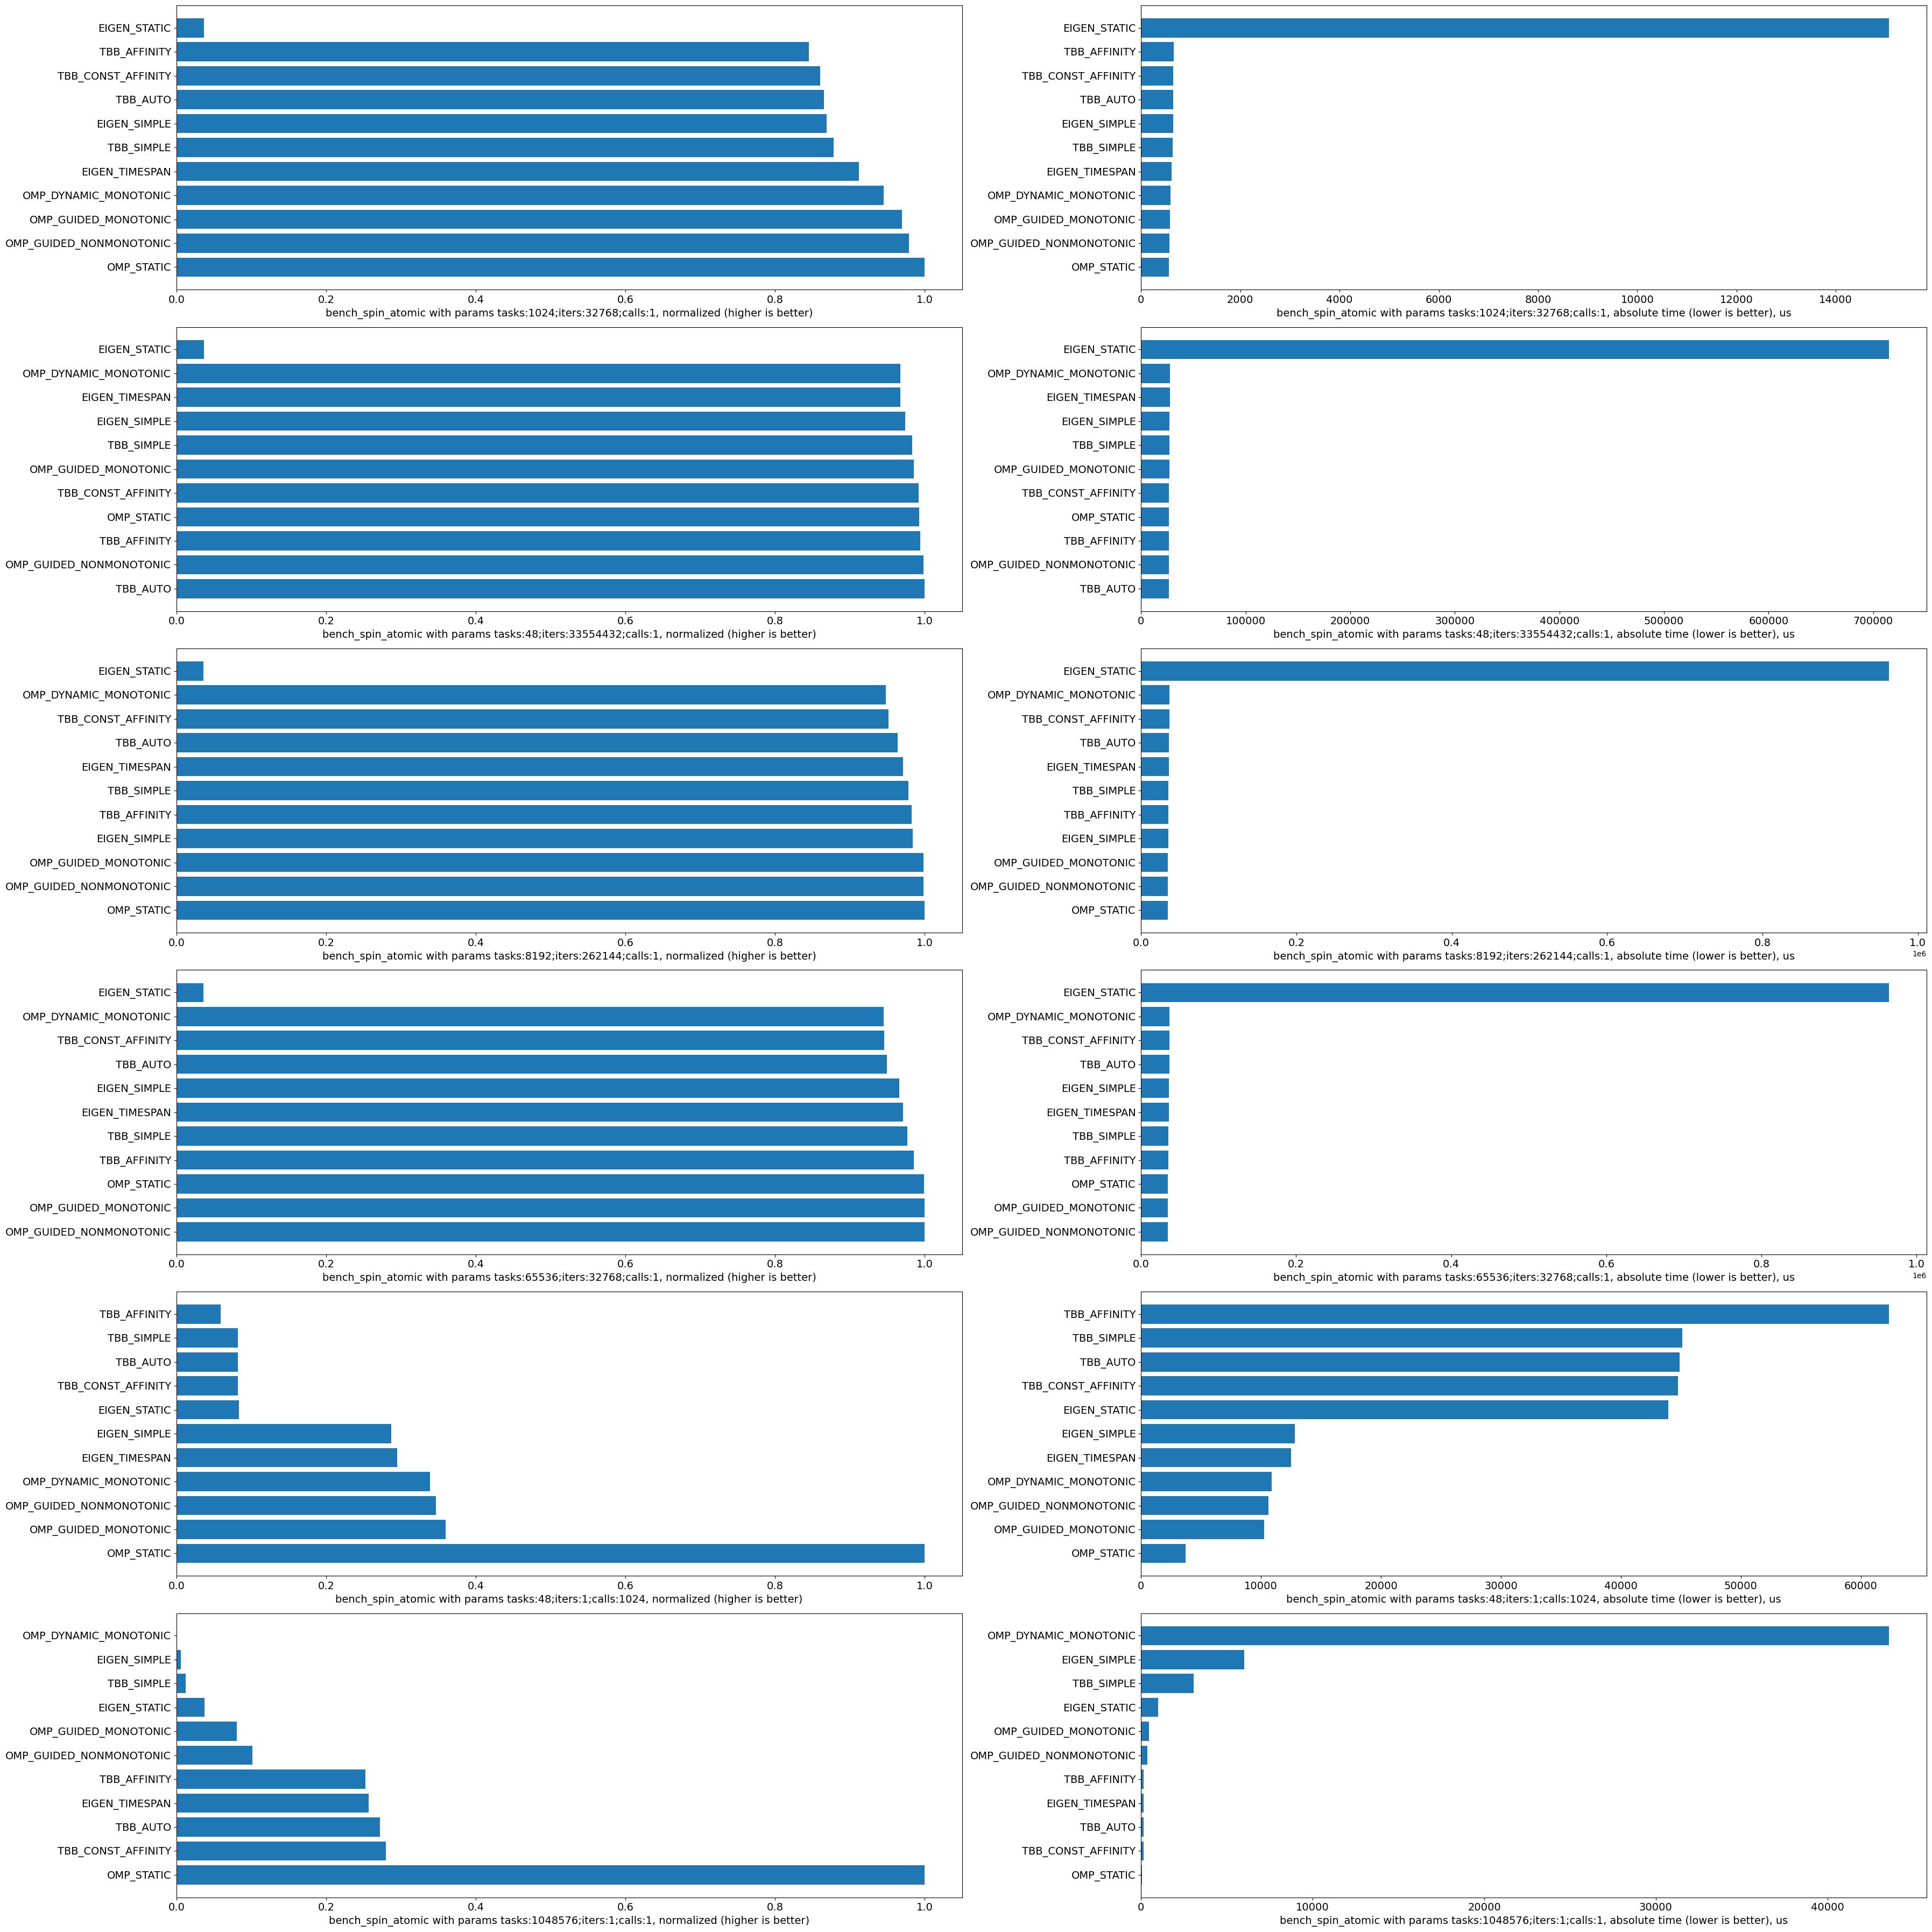 EIGEN_STATIC
TBB_AFFINITY
TBB_CONST_AFFINITY
TBB_AUTO
EIGEN_SIMPLE
TBB_SIMPLE
EIGEN_TIMESPAN
OMP_DYNAMIC_MONOTONIC
OMP_GUIDED_MONOTONIC
OMP_GUIDED_NONMONOTONIC
OMP_STATIC
0.0 0.2 0.4 0.6 0.8 1.0
bench_spin_atomic with params tasks:1024;iters:32768;calls:1, normalized (higher is better)
EIGEN_STATIC
TBB_AFFINITY
TBB_CONST_AFFINITY
TBB_AUTO
EIGEN_SIMPLE
TBB_SIMPLE
EIGEN_TIMESPAN
OMP_DYNAMIC_MONOTONIC
OMP_GUIDED_MONOTONIC
OMP_GUIDED_NONMONOTONIC
OMP_STATIC
0 2000 4000 6000 8000 10000 12000 14000
bench_spin_atomic with params tasks:1024;iters:32768;calls:1, absolute time (lower is better), us
EIGEN_STATIC
OMP_DYNAMIC_MONOTONIC
EIGEN_TIMESPAN
EIGEN_SIMPLE
TBB_SIMPLE
OMP_GUIDED_MONOTONIC
TBB_CONST_AFFINITY
OMP_STATIC
TBB_AFFINITY
OMP_GUIDED_NONMONOTONIC
TBB_AUTO
0.0 0.2 0.4 0.6 0.8 1.0
bench_spin_atomic with params tasks:48;iters:33554432;calls:1, normalized (higher is better)
EIGEN_STATIC
OMP_DYNAMIC_MONOTONIC
EIGEN_TIMESPAN
EIGEN_SIMPLE
TBB_SIMPLE
OMP_GUIDED_MONOTONIC
TBB_CONST_AFFINITY
OMP_STATIC
TBB_AFFINITY
OMP_GUIDED_NONMONOTONIC
TBB_AUTO
0 100000 200000 300000 400000 500000 600000 700000
bench_spin_atomic with params tasks:48;iters:33554432;calls:1, absolute time (lower is better), us
EIGEN_STATIC
OMP_DYNAMIC_MONOTONIC
TBB_CONST_AFFINITY
TBB_AUTO
EIGEN_TIMESPAN
TBB_SIMPLE
TBB_AFFINITY
EIGEN_SIMPLE
OMP_GUIDED_MONOTONIC
OMP_GUIDED_NONMONOTONIC
OMP_STATIC
0.0 0.2 0.4 0.6 0.8 1.0
bench_spin_atomic with params tasks:8192;iters:262144;calls:1, normalized (higher is better)
EIGEN_STATIC
OMP_DYNAMIC_MONOTONIC
TBB_CONST_AFFINITY
TBB_AUTO
EIGEN_TIMESPAN
TBB_SIMPLE
TBB_AFFINITY
EIGEN_SIMPLE
OMP_GUIDED_MONOTONIC
OMP_GUIDED_NONMONOTONIC
OMP_STATIC
0.0 0.2 0.4 0.6 0.8 1.0
1e6
bench_spin_atomic with params tasks:8192;iters:262144;calls:1, absolute time (lower is better), us
EIGEN_STATIC
OMP_DYNAMIC_MONOTONIC
TBB_CONST_AFFINITY
TBB_AUTO
EIGEN_SIMPLE
EIGEN_TIMESPAN
TBB_SIMPLE
TBB_AFFINITY
OMP_STATIC
OMP_GUIDED_MONOTONIC
OMP_GUIDED_NONMONOTONIC
0.0 0.2 0.4 0.6 0.8 1.0
bench_spin_atomic with params tasks:65536;iters:32768;calls:1, normalized (higher is better)
EIGEN_STATIC
OMP_DYNAMIC_MONOTONIC
TBB_CONST_AFFINITY
TBB_AUTO
EIGEN_SIMPLE
EIGEN_TIMESPAN
TBB_SIMPLE
TBB_AFFINITY
OMP_STATIC
OMP_GUIDED_MONOTONIC
OMP_GUIDED_NONMONOTONIC
0.0 0.2 0.4 0.6 0.8 1.0
1e6
bench_spin_atomic with params tasks:65536;iters:32768;calls:1, absolute time (lower is better), us
TBB_AFFINITY
TBB_SIMPLE
TBB_AUTO
TBB_CONST_AFFINITY
EIGEN_STATIC
EIGEN_SIMPLE
EIGEN_TIMESPAN
OMP_DYNAMIC_MONOTONIC
OMP_GUIDED_NONMONOTONIC
OMP_GUIDED_MONOTONIC
OMP_STATIC
0.0 0.2 0.4 0.6 0.8 1.0
bench_spin_atomic with params tasks:48;iters:1;calls:1024, normalized (higher is better)
TBB_AFFINITY
TBB_SIMPLE
TBB_AUTO
TBB_CONST_AFFINITY
EIGEN_STATIC
EIGEN_SIMPLE
EIGEN_TIMESPAN
OMP_DYNAMIC_MONOTONIC
OMP_GUIDED_NONMONOTONIC
OMP_GUIDED_MONOTONIC
OMP_STATIC
0 10000 20000 30000 40000 50000 60000
bench_spin_atomic with params tasks:48;iters:1;calls:1024, absolute time (lower is better), us
OMP_DYNAMIC_MONOTONIC
EIGEN_SIMPLE
TBB_SIMPLE
EIGEN_STATIC
OMP_GUIDED_MONOTONIC
OMP_GUIDED_NONMONOTONIC
TBB_AFFINITY
EIGEN_TIMESPAN
TBB_AUTO
TBB_CONST_AFFINITY
OMP_STATIC
0.0 0.2 0.4 0.6 0.8 1.0
bench_spin_atomic with params tasks:1048576;iters:1;calls:1, normalized (higher is better)
OMP_DYNAMIC_MONOTONIC
EIGEN_SIMPLE
TBB_SIMPLE
EIGEN_STATIC
OMP_GUIDED_MONOTONIC
OMP_GUIDED_NONMONOTONIC
TBB_AFFINITY
EIGEN_TIMESPAN
TBB_AUTO
TBB_CONST_AFFINITY
OMP_STATIC
0 10000 20000 30000 40000
bench_spin_atomic with params tasks:1048576;iters:1;calls:1, absolute time (lower is better), us